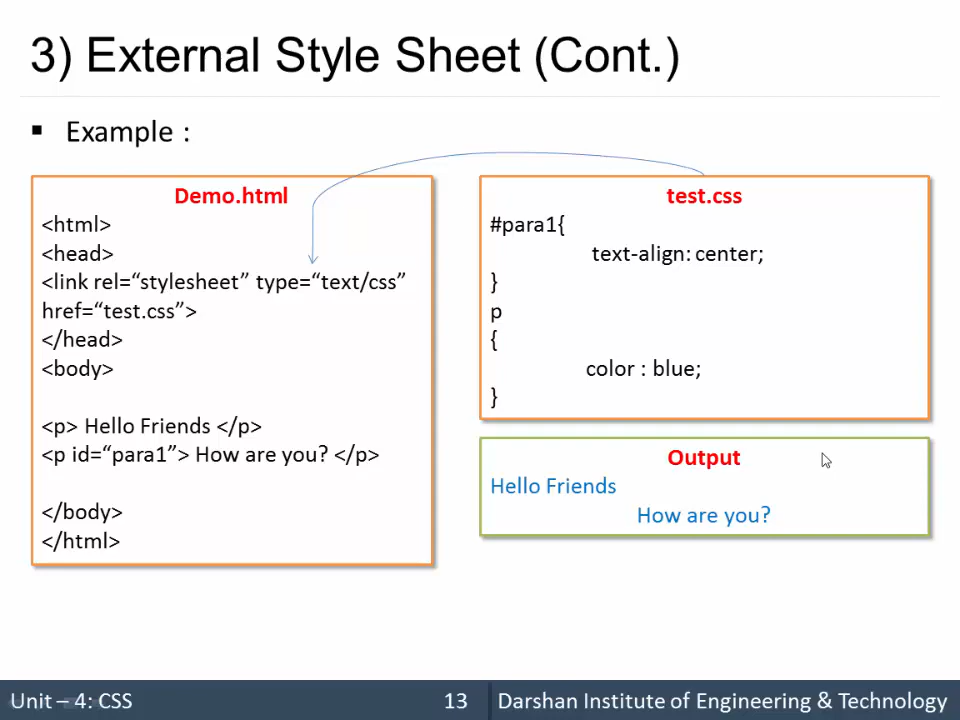 3) External Style Sheet (Cont.)
▪ Example :
Demo.html
<html>
<head>
<link rel=“stylesheet” type=“text/css”
href=“test.css”>
</head>
<body>
<p> Hello Friends </p>
<p id=“para1”> How are you? </p>
</body>
</html>
test.css
#para1{
text-align: center;
}
p
{
color : blue;
}
Output
Hello Friends
How are you?
Unit – 4: CSS 13 Darshan Institute of Engineering & Technology